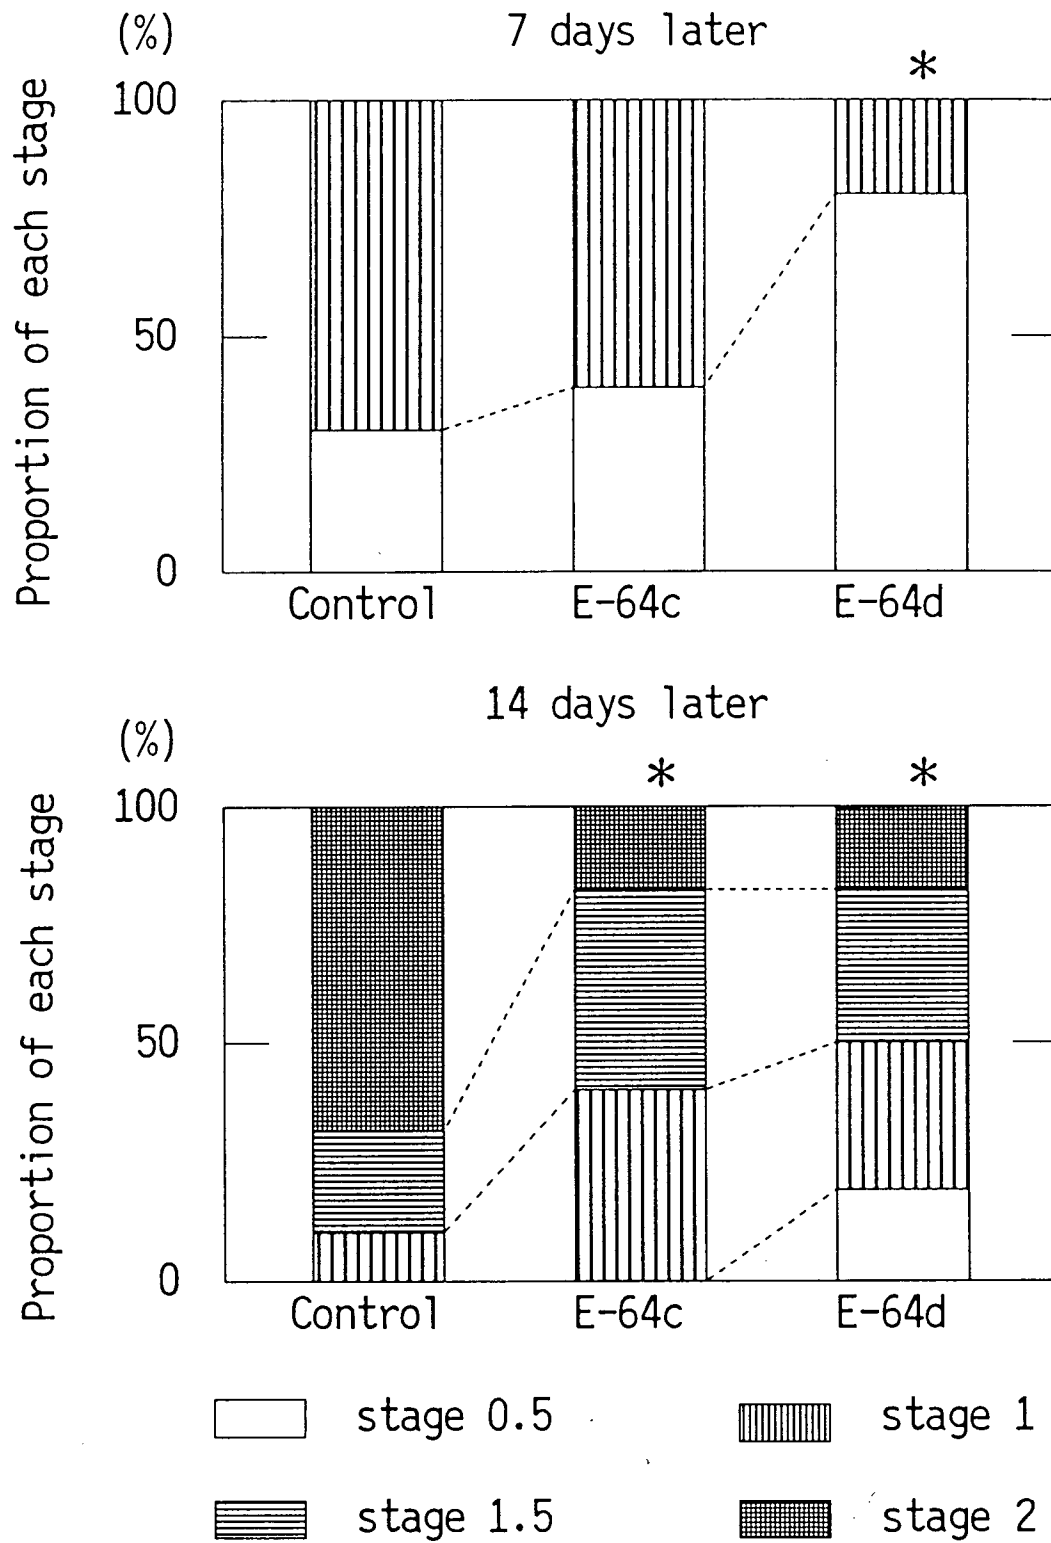 (%) 7 days later
*
Proportion of each stage
100
50
0
Control E-64c E-64d
14 days later
(%)
* *
Proportion of each stage
100
50
0
Control E-64c E-64d
stage 0.5 stage 1
stage 1.5 stage 2